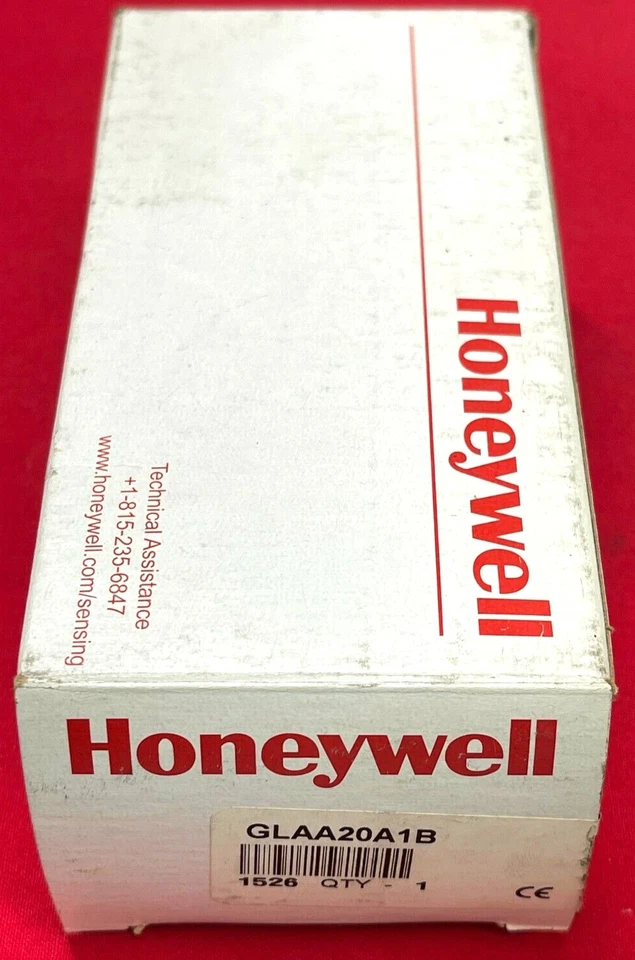 Honeywell
Technical Assistance
+1-815-235-6847
www.honeywell.com/sensing
Honeywell
GLAA20A1B
1526 QTY - 1
CE